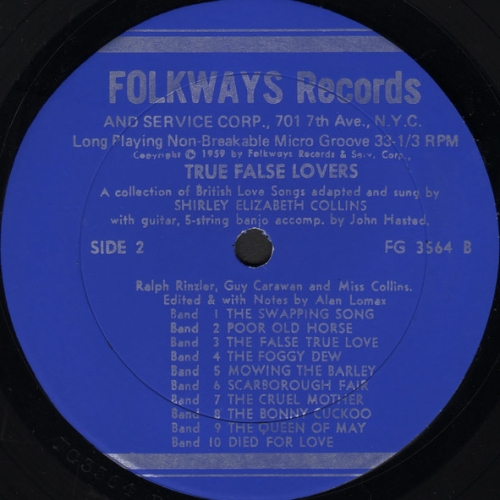 FOLKWAYS Records
AND SERVICE CORP., 701 7th Ave., N.Y.C.
Long Playing Non-Breakable Micro Groove 33-1/3 RPM
Copyright © 1959 by Folkways Records & Serv. Corp.,
TRUE FALSE LOVERS
A collection of British Love Songs adapted and sung by
SHIRLEY ELIZABETH COLLINS
with guitar, 5-string banjo accomp. by John Hasted,
SIDE 2 FG 3564 B
Ralph Rinzler, Guy Carawan and Miss Collins.
Edited & with Notes by Alan Lomax
Band 1 THE SWAPPING SONG
Band 2 POOR OLD HORSE
Band 3 THE FALSE TRUE LOVE
Band 4 THE FOGGY DEW
Band 5 MOWING THE BARLEY
Band 6 SCARBOROUGH FAIR
Band 7 THE CRUEL MOTHER
Band 8 THE BONNY CUCKOO
Band 9 THE QUEEN OF MAY
Band 10 DIED FOR LOVE